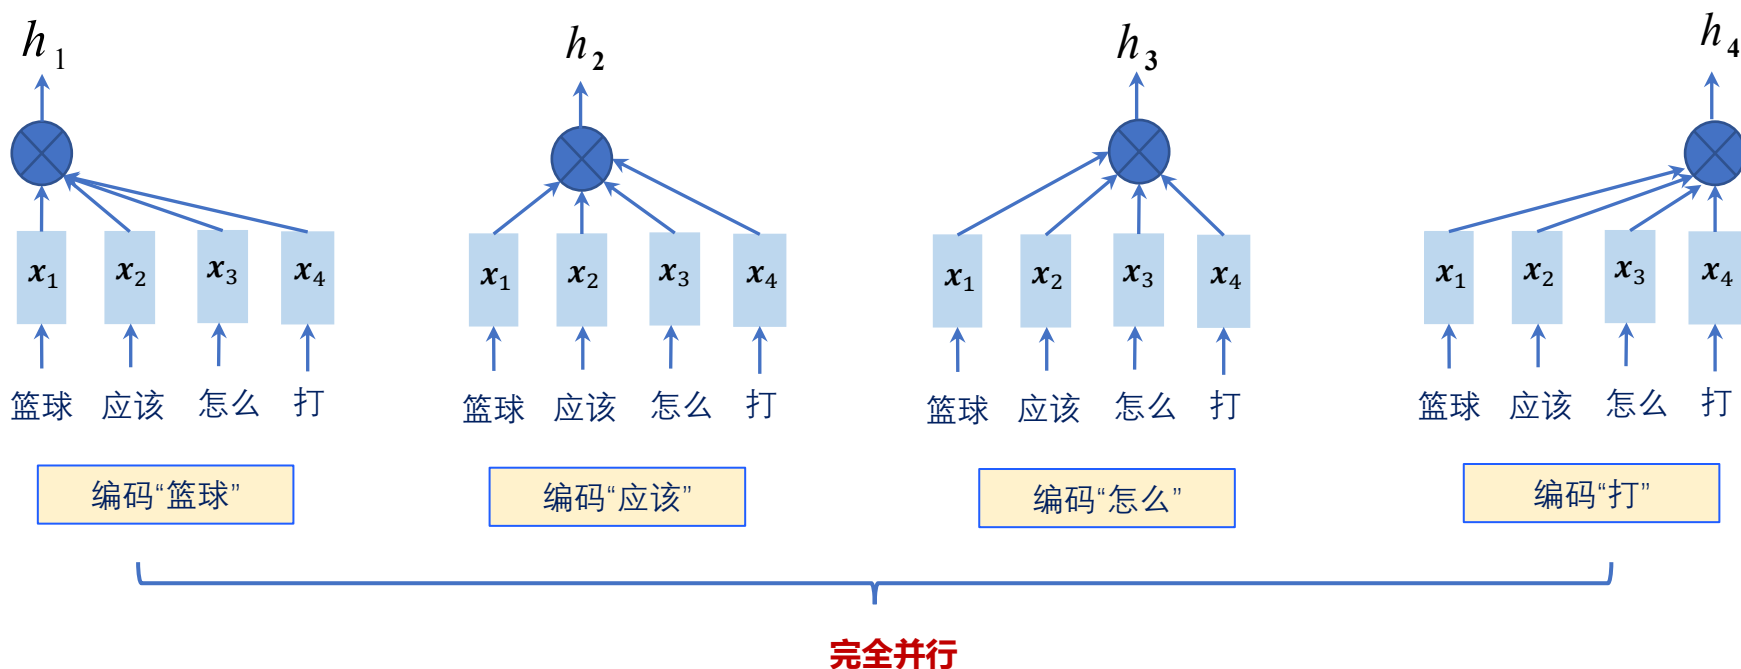 h1 h2 h3 h4
x1 x2 x3 x4 x1 x2 x3 x4 x1 x2 x3 x4 x1 x2 x3 x4
篮球 应该 怎么 打 篮球 应该 怎么 打 篮球 应该 怎么 打 篮球 应该 怎么 打
编码“篮球” 编码“应该” 编码“怎么” 编码“打”
完全并行